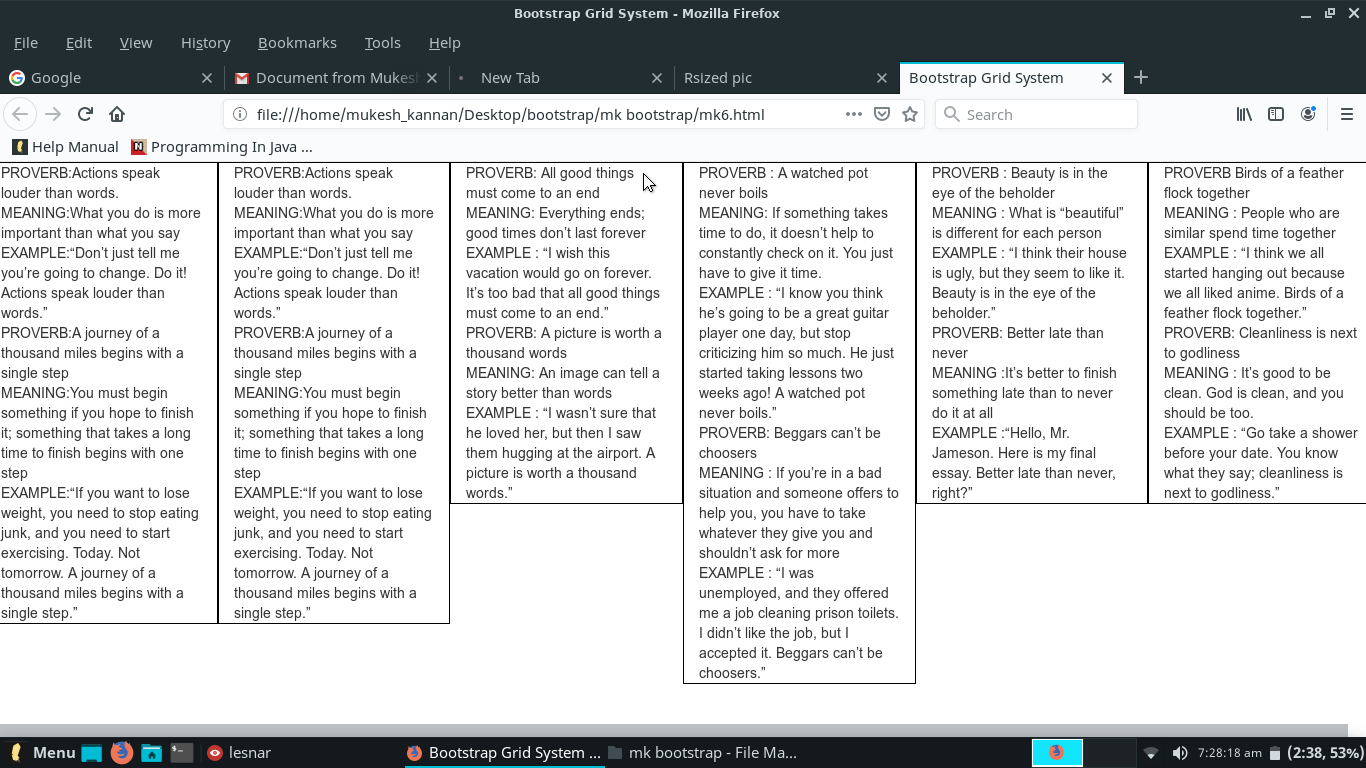 Bootstrap Grid System - Mozilla Firefox
File Edit View History Bookmarks Tools Help
Google
Document from Mukesh
New Tab
Rsized pic
Bootstrap Grid System
file:///home/mukesh_kannan/Desktop/bootstrap/mk bootstrap/mk6.html
Search
Help Manual
Programming In Java ...
PROVERB:Actions speak
louder than words.
MEANING:What you do is more
important than what you say
EXAMPLE:“Don’t just tell me
you’re going to change. Do it!
Actions speak louder than
words.”
PROVERB:A journey of a
thousand miles begins with a
single step
MEANING:You must begin
something if you hope to finish
it; something that takes a long
time to finish begins with one
step
EXAMPLE:“If you want to lose
weight, you need to stop eating
junk, and you need to start
exercising. Today. Not
tomorrow. A journey of a
thousand miles begins with a
single step.”
PROVERB:Actions speak
louder than words.
MEANING:What you do is more
important than what you say
EXAMPLE:“Don’t just tell me
you’re going to change. Do it!
Actions speak louder than
words.”
PROVERB:A journey of a
thousand miles begins with a
single step
MEANING:You must begin
something if you hope to finish
it; something that takes a long
time to finish begins with one
step
EXAMPLE:“If you want to lose
weight, you need to stop eating
junk, and you need to start
exercising. Today. Not
tomorrow. A journey of a
thousand miles begins with a
single step.”
PROVERB: All good things
must come to an end
MEANING: Everything ends;
good times don’t last forever
EXAMPLE : “I wish this
vacation would go on forever.
It’s too bad that all good things
must come to an end.”
PROVERB: A picture is worth a
thousand words
MEANING: An image can tell a
story better than words
EXAMPLE : “I wasn’t sure that
he loved her, but then I saw
them hugging at the airport. A
picture is worth a thousand
words.”
PROVERB : A watched pot
never boils
MEANING: If something takes
time to do, it doesn’t help to
constantly check on it. You just
have to give it time.
EXAMPLE : “I know you think
he’s going to be a great guitar
player one day, but stop
criticizing him so much. He just
started taking lessons two
weeks ago! A watched pot
never boils.”
PROVERB: Beggars can’t be
choosers
MEANING : If you’re in a bad
situation and someone offers to
help you, you have to take
whatever they give you and
shouldn’t ask for more
EXAMPLE : “I was
unemployed, and they offered
me a job cleaning prison toilets.
I didn’t like the job, but I
accepted it. Beggars can’t be
choosers.”
PROVERB : Beauty is in the
eye of the beholder
MEANING : What is “beautiful”
is different for each person
EXAMPLE : “I think their house
is ugly, but they seem to like it.
Beauty is in the eye of the
beholder.”
PROVERB: Better late than
never
MEANING :It’s better to finish
something late than to never
do it at all
EXAMPLE :“Hello, Mr.
Jameson. Here is my final
essay. Better late than never,
right?”
PROVERB Birds of a feather
flock together
MEANING : People who are
similar spend time together
EXAMPLE : “I think we all
started hanging out because
we all liked anime. Birds of a
feather flock together.”
PROVERB: Cleanliness is next
to godliness
MEANING : It’s good to be
clean. God is clean, and you
should be too.
EXAMPLE : “Go take a shower
before your date. You know
what they say; cleanliness is
next to godliness.”
Menu
lesnar
Bootstrap Grid System ...
mk bootstrap - File Ma...
7:28:18 am
(2:38, 53%)